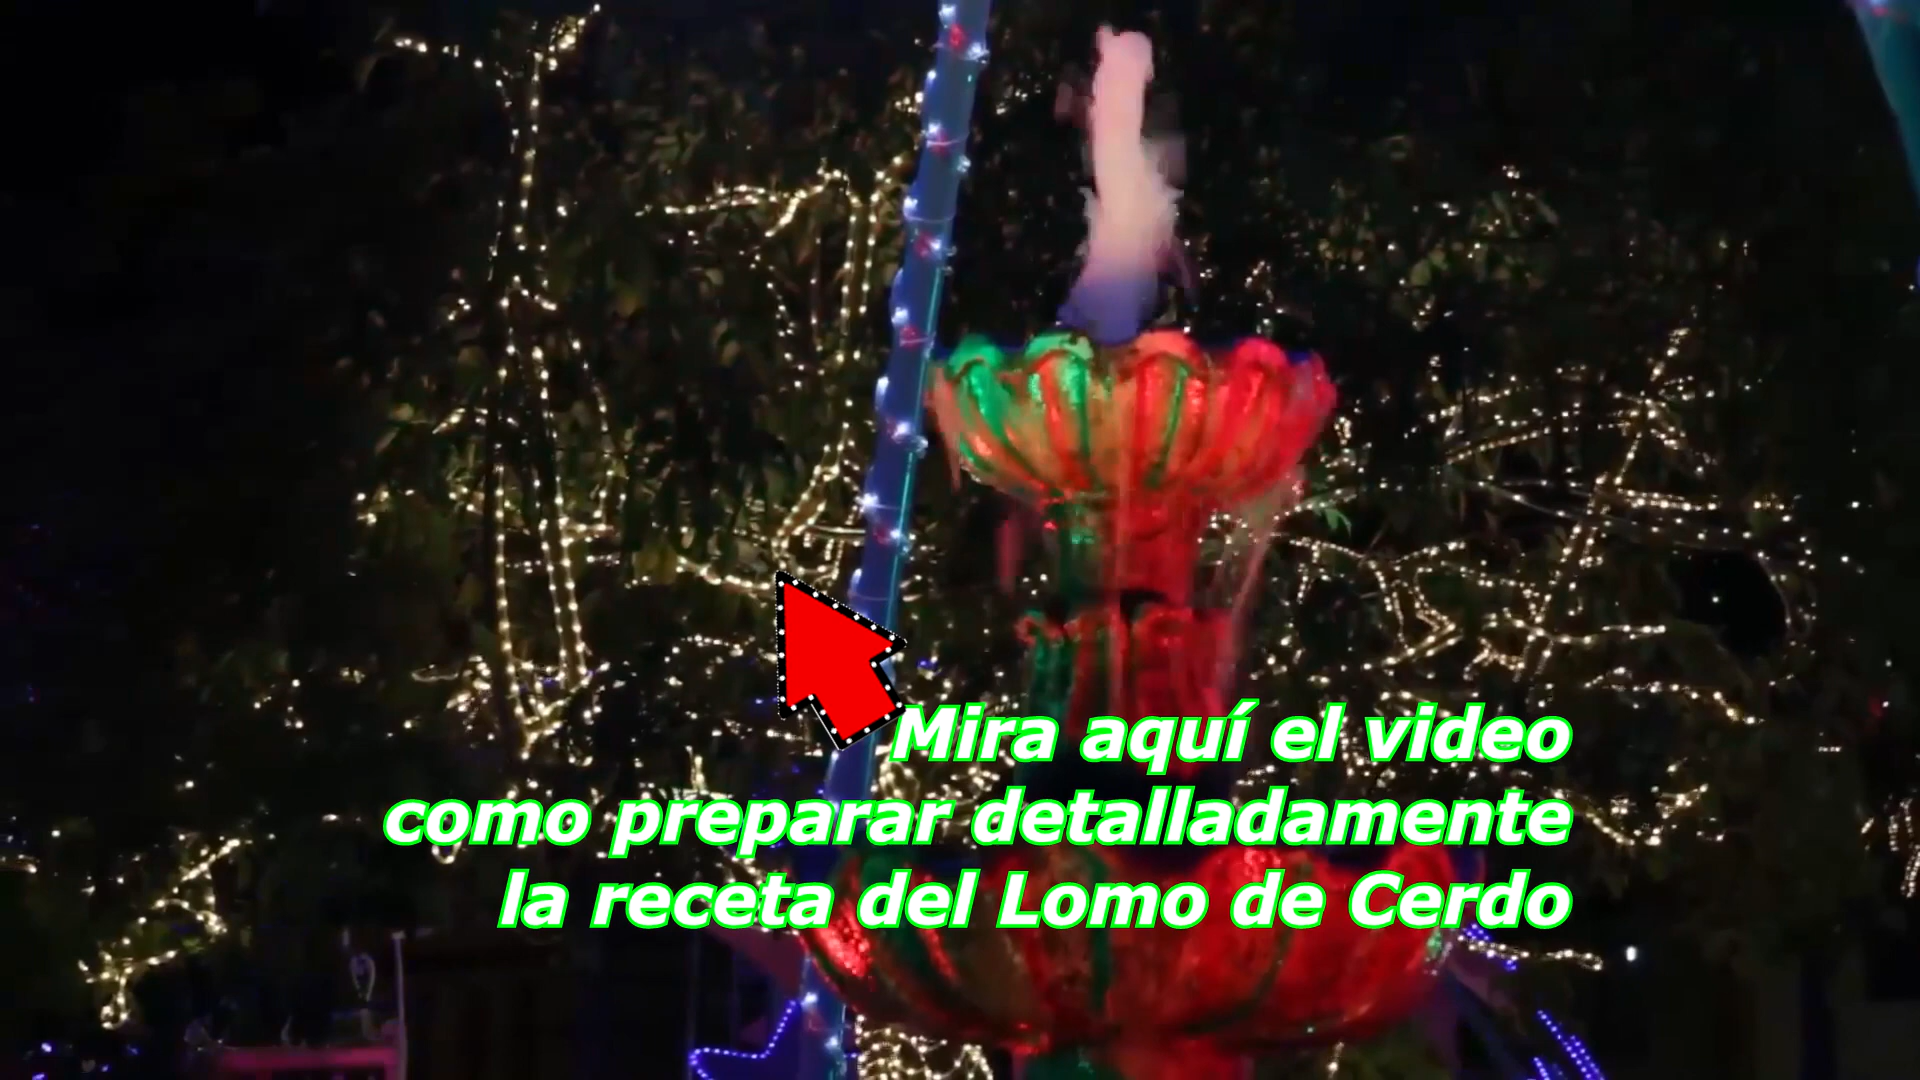 Mira aquí el video
como preparar detalladamente
la receta del Lomo de Cerdo